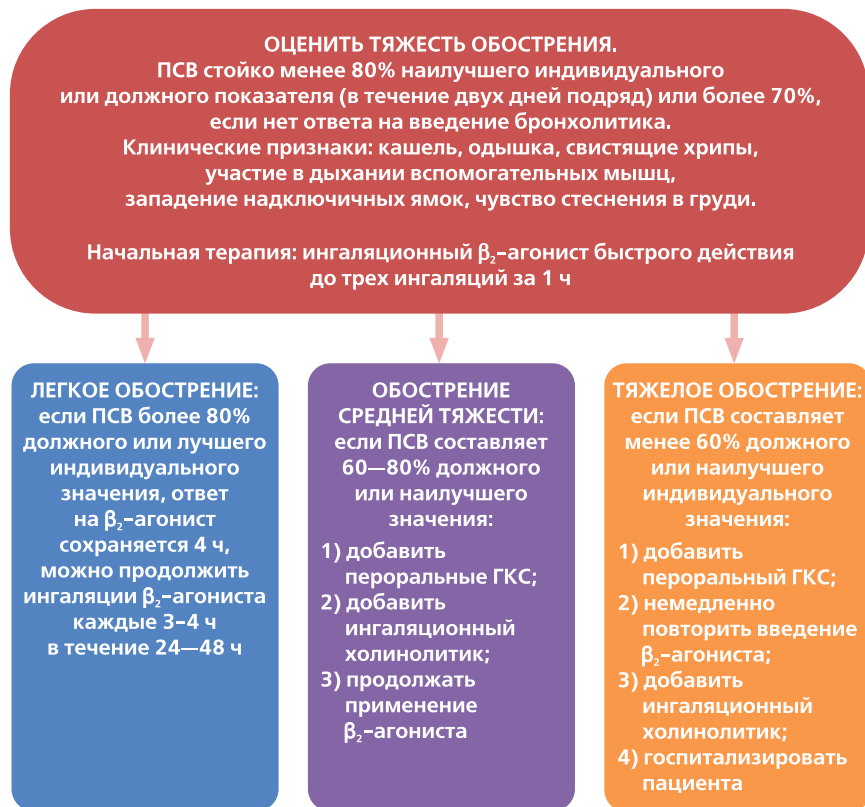 ОЦЕНИТЬ ТЯЖЕСТЬ ОБОСТРЕНИЯ.
ПСВ стойко менее 80% наилучшего индивидуального
или должного показателя (в течение двух дней подряд) или более 70%,
если нет ответа на введение бронхолитика.
Клинические признаки: кашель, одышка, свистящие хрипы,
участие в дыхании вспомогательных мышц,
западение надключичных ямок, чувство стеснения в груди.
Начальная терапия: ингаляционный β₂-агонист быстрого действия
до трех ингаляций за 1 ч
ЛЕГКОЕ ОБОСТРЕНИЕ:
если ПСВ более 80%
должного или лучшего
индивидуального
значения, ответ
на β₂-агонист
сохраняется 4 ч,
можно продолжить
ингаляции β₂-агониста
каждые 3–4 ч
в течение 24—48 ч
ОБОСТРЕНИЕ
СРЕДНЕЙ ТЯЖЕСТИ:
если ПСВ составляет
60—80% должного
или наилучшего
значения:
1) добавить
пероральные ГКС;
2) добавить
ингаляционный
холинолитик;
3) продолжать
применение
β₂-агониста
ТЯЖЕЛОЕ ОБОСТРЕНИЕ:
если ПСВ составляет
менее 60% должного
или наилучшего
индивидуального
значения:
1) добавить
пероральный ГКС;
2) немедленно
повторить введение
β₂-агониста;
3) добавить
ингаляционный
холинолитик;
4) госпитализировать
пациента